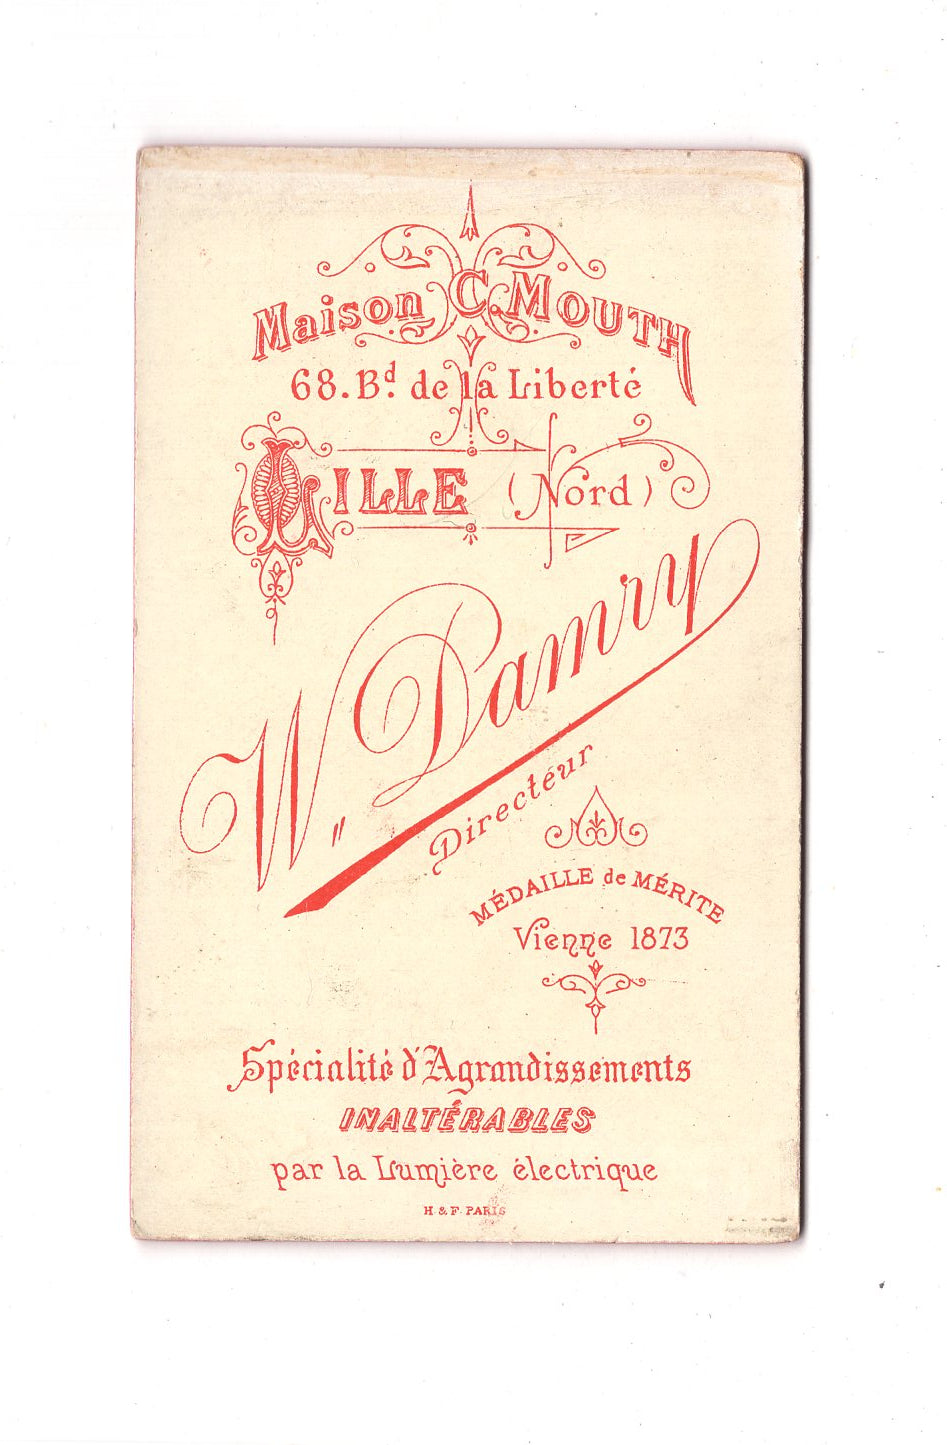 Maison C. MOUTH
68. Bd. de la Liberté
LILLE (Nord)
W. Damry
Directeur
MÉDAILLE de MÉRITE
Vienne 1873
Spécialité d'Agrandissements
INALTÉRABLES
par la Lumière électrique
H & F. PARIS